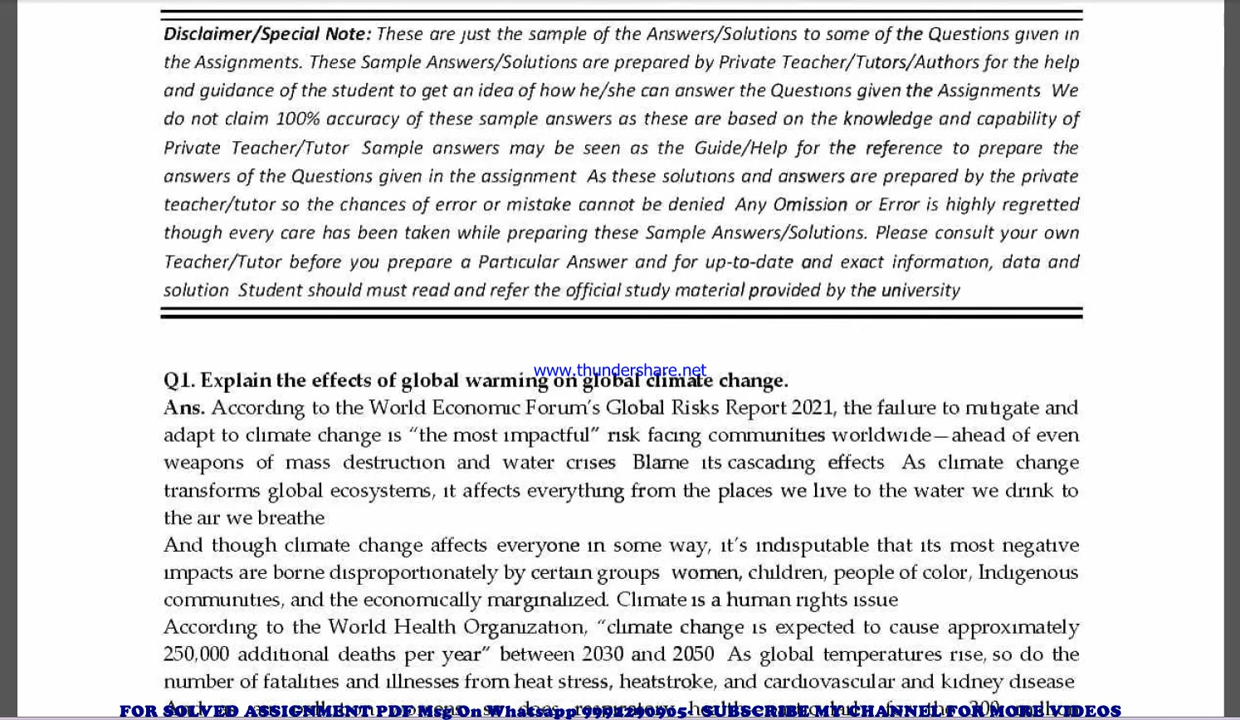 Disclaimer/Special Note: These are just the sample of the Answers/Solutions to some of the Questions given in
the Assignments. These Sample Answers/Solutions are prepared by Private Teacher/Tutors/Authors for the help
and guidance of the student to get an idea of how he/she can answer the Questions given the Assignments We
do not claim 100% accuracy of these sample answers as these are based on the knowledge and capability of
Private Teacher/Tutor Sample answers may be seen as the Guide/Help for the reference to prepare the
answers of the Questions given in the assignment As these solutions and answers are prepared by the private
teacher/tutor so the chances of error or mistake cannot be denied Any Omission or Error is highly regretted
though every care has been taken while preparing these Sample Answers/Solutions. Please consult your own
Teacher/Tutor before you prepare a Particular Answer and for up-to-date and exact information, data and
solution Student should must read and refer the official study material provided by the university
www.thundershare.net
Q1. Explain the effects of global warming on global climate change.
Ans. According to the World Economic Forum's Global Risks Report 2021, the failure to mitigate and
adapt to climate change is "the most impactful" risk facing communities worldwide—ahead of even
weapons of mass destruction and water crises Blame its cascading effects As climate change
transforms global ecosystems, it affects everything from the places we live to the water we drink to
the air we breathe
And though climate change affects everyone in some way, it's indisputable that its most negative
impacts are borne disproportionately by certain groups women, children, people of color, Indigenous
communities, and the economically marginalized. Climate is a human rights issue
According to the World Health Organization, "climate change is expected to cause approximately
250,000 additional deaths per year" between 2030 and 2050 As global temperatures rise, so do the
number of fatalities and illnesses from heat stress, heatstroke, and cardiovascular and kidney disease
FOR SOLVED ASSIGNMENT PDF Msg On Whatsapp 9991290905- SUBSCRIBE MY CHANNEL FOR MORE VIDEOS